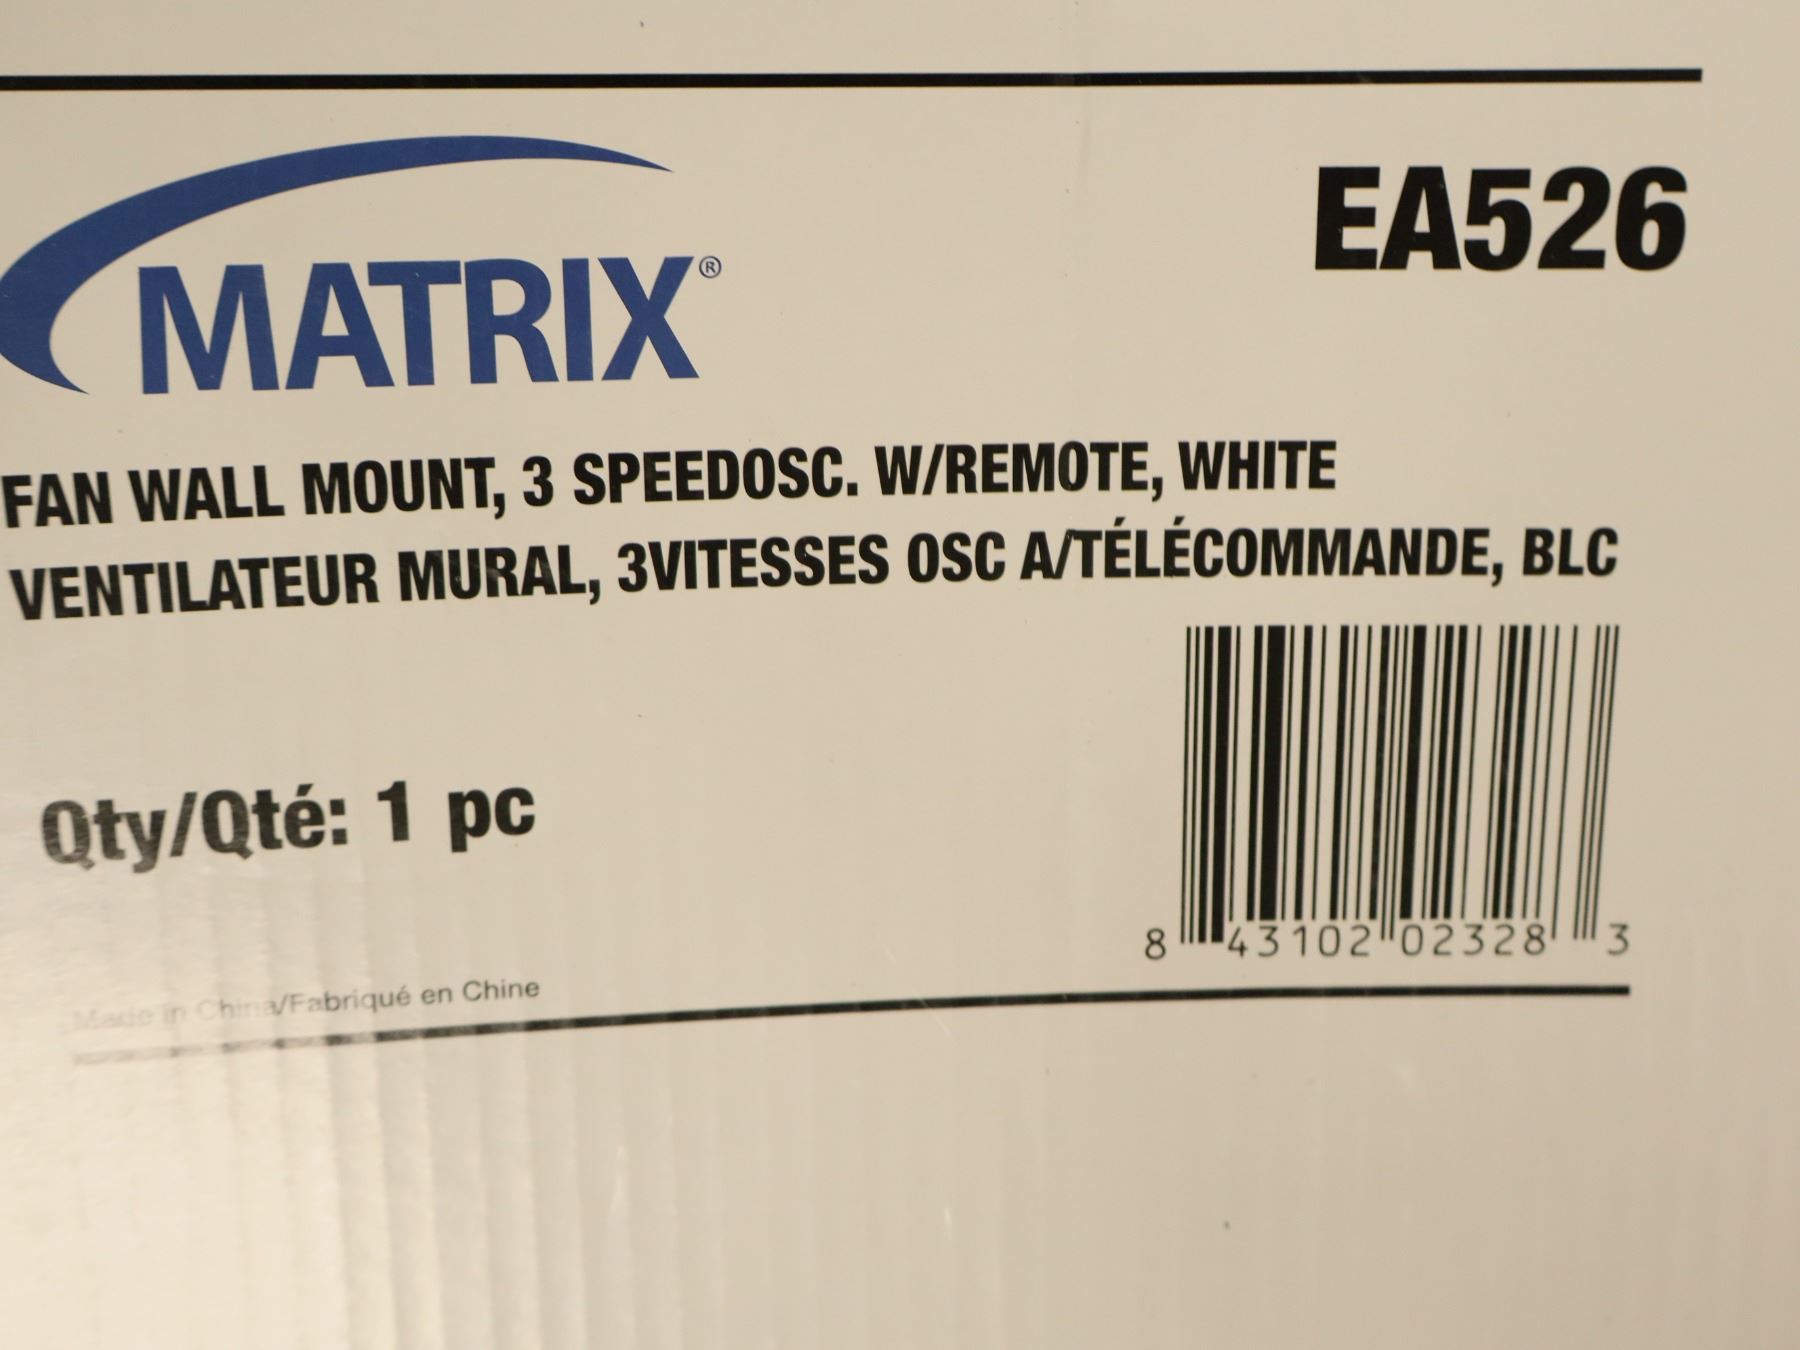 MATRIX®
EA526
FAN WALL MOUNT, 3 SPEEDOSC. W/REMOTE, WHITE
VENTILATEUR MURAL, 3VITESSES OSC A/TÉLÉCOMMANDE, BLC
Qty/Qté: 1 pc
8 43102 02328 3
Made in China/Fabriqué en Chine